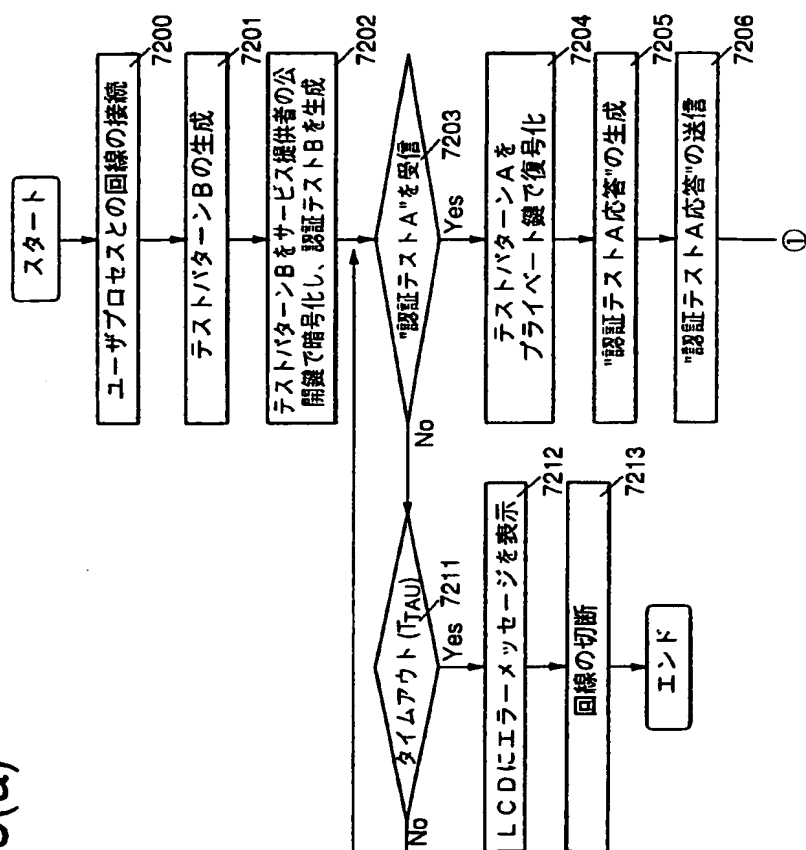 (a)
スタート
ユーザプロセスとの回線の接続
7200
テストパターンBの生成
7201
テストパターンBをサービス提供者の公
開鍵で暗号化し、認証テストBを生成
7202
"認証テストA"を受信
7203
Yes
No
テストパターンAを
プライベート鍵で復号化
7204
"認証テストA応答"の生成
7205
"認証テストA応答"の送信
7206
①
タイムアウト(TTAU)
7211
Yes
No
LCDにエラーメッセージを表示
7212
回線の切断
7213
エンド